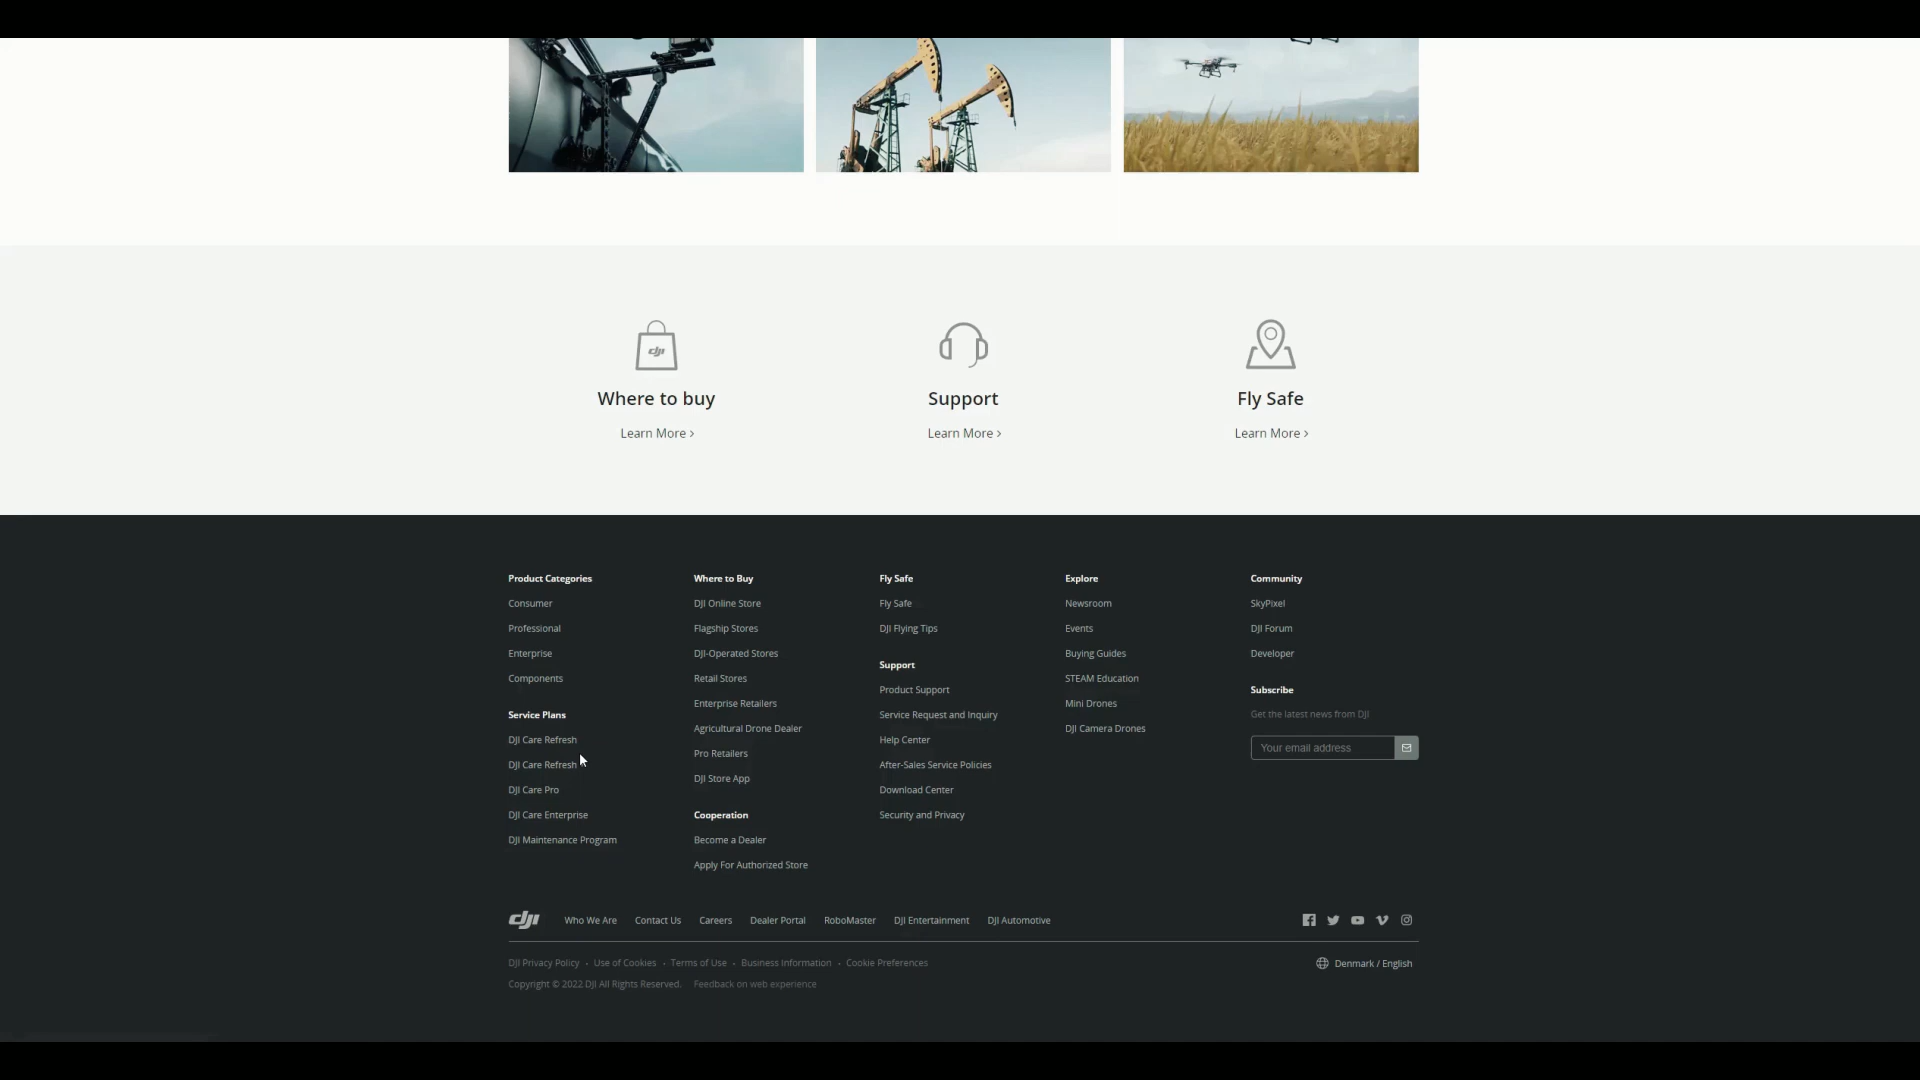 dji
Where to buy
Learn More >
Support
Learn More >
Fly Safe
Learn More >
Product Categories
Consumer
Professional
Enterprise
Components
Service Plans
DJI Care Refresh
DJI Care Refresh
DJI Care Pro
DJI Care Enterprise
DJI Maintenance Program
Where to Buy
DJI Online Store
Flagship Stores
DJI-Operated Stores
Retail Stores
Enterprise Retailers
Agricultural Drone Dealer
Pro Retailers
DJI Store App
Cooperation
Become a Dealer
Apply For Authorized Store
Fly Safe
Fly Safe
DJI Flying Tips
Support
Product Support
Service Request and Inquiry
Help Center
After-Sales Service Policies
Download Center
Security and Privacy
Explore
Newsroom
Events
Buying Guides
STEAM Education
Mini Drones
DJI Camera Drones
Community
SkyPixel
DJI Forum
Developer
Subscribe
Get the latest news from DJI
Your email address
dji Who We Are Contact Us Careers Dealer Portal RoboMaster DJI Entertainment DJI Automotive
DJI Privacy Policy - Use of Cookies - Terms of Use - Business Information - Cookie Preferences Denmark / English
Copyright © 2022 DJI All Rights Reserved. Feedback on web experience